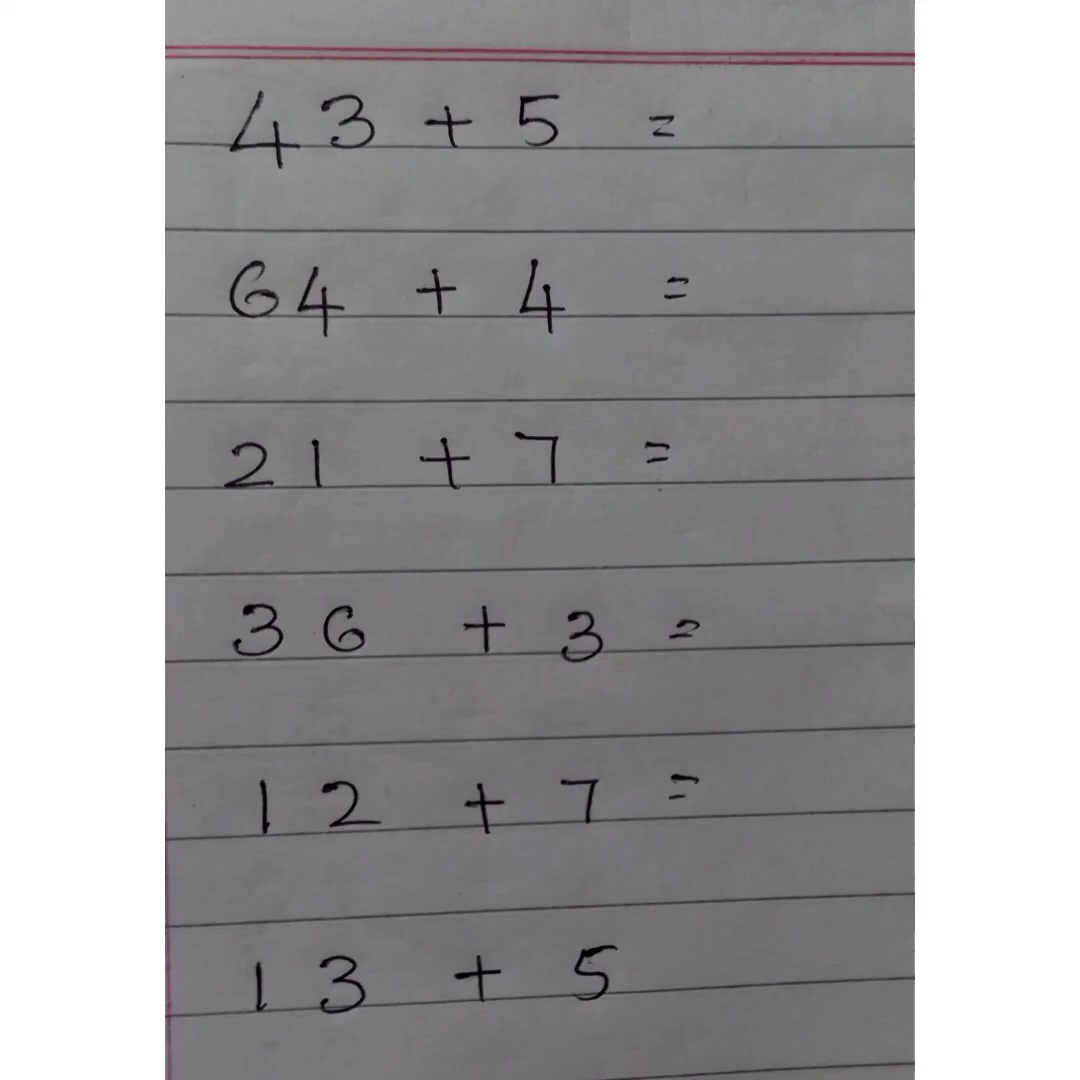 43 + 5 =
64 + 4 =
21 + 7 =
36 + 3 =
12 + 7 =
13 + 5